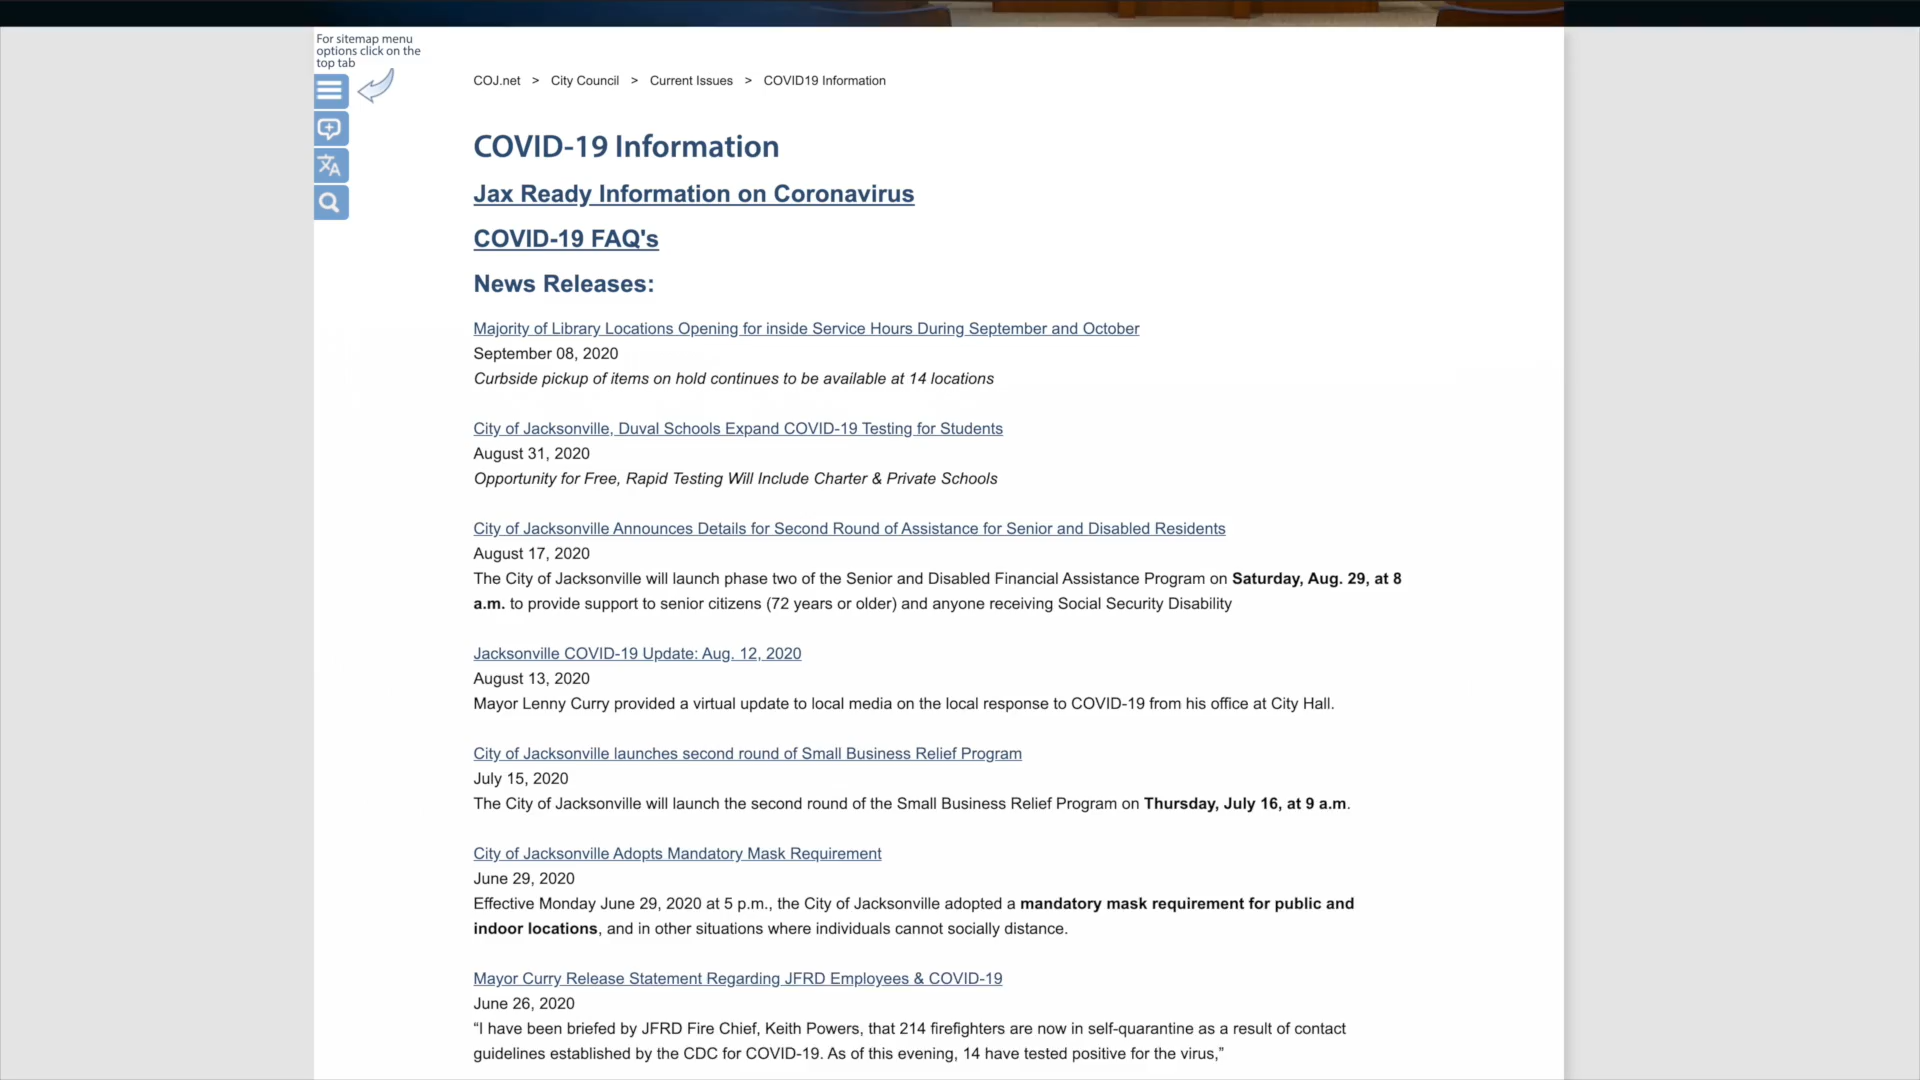 For sitemap menu
options click on the
top tab
COJ.net > City Council > Current Issues > COVID19 Information
COVID-19 Information
Jax Ready Information on Coronavirus
COVID-19 FAQ's
News Releases:
Majority of Library Locations Opening for inside Service Hours During September and October
September 08, 2020
Curbside pickup of items on hold continues to be available at 14 locations
City of Jacksonville, Duval Schools Expand COVID-19 Testing for Students
August 31, 2020
Opportunity for Free, Rapid Testing Will Include Charter & Private Schools
City of Jacksonville Announces Details for Second Round of Assistance for Senior and Disabled Residents
August 17, 2020
The City of Jacksonville will launch phase two of the Senior and Disabled Financial Assistance Program on Saturday, Aug. 29, at 8
a.m. to provide support to senior citizens (72 years or older) and anyone receiving Social Security Disability
Jacksonville COVID-19 Update: Aug. 12, 2020
August 13, 2020
Mayor Lenny Curry provided a virtual update to local media on the local response to COVID-19 from his office at City Hall.
City of Jacksonville launches second round of Small Business Relief Program
July 15, 2020
The City of Jacksonville will launch the second round of the Small Business Relief Program on Thursday, July 16, at 9 a.m.
City of Jacksonville Adopts Mandatory Mask Requirement
June 29, 2020
Effective Monday June 29, 2020 at 5 p.m., the City of Jacksonville adopted a mandatory mask requirement for public and
indoor locations, and in other situations where individuals cannot socially distance.
Mayor Curry Release Statement Regarding JFRD Employees & COVID-19
June 26, 2020
“I have been briefed by JFRD Fire Chief, Keith Powers, that 214 firefighters are now in self-quarantine as a result of contact
guidelines established by the CDC for COVID-19. As of this evening, 14 have tested positive for the virus,”